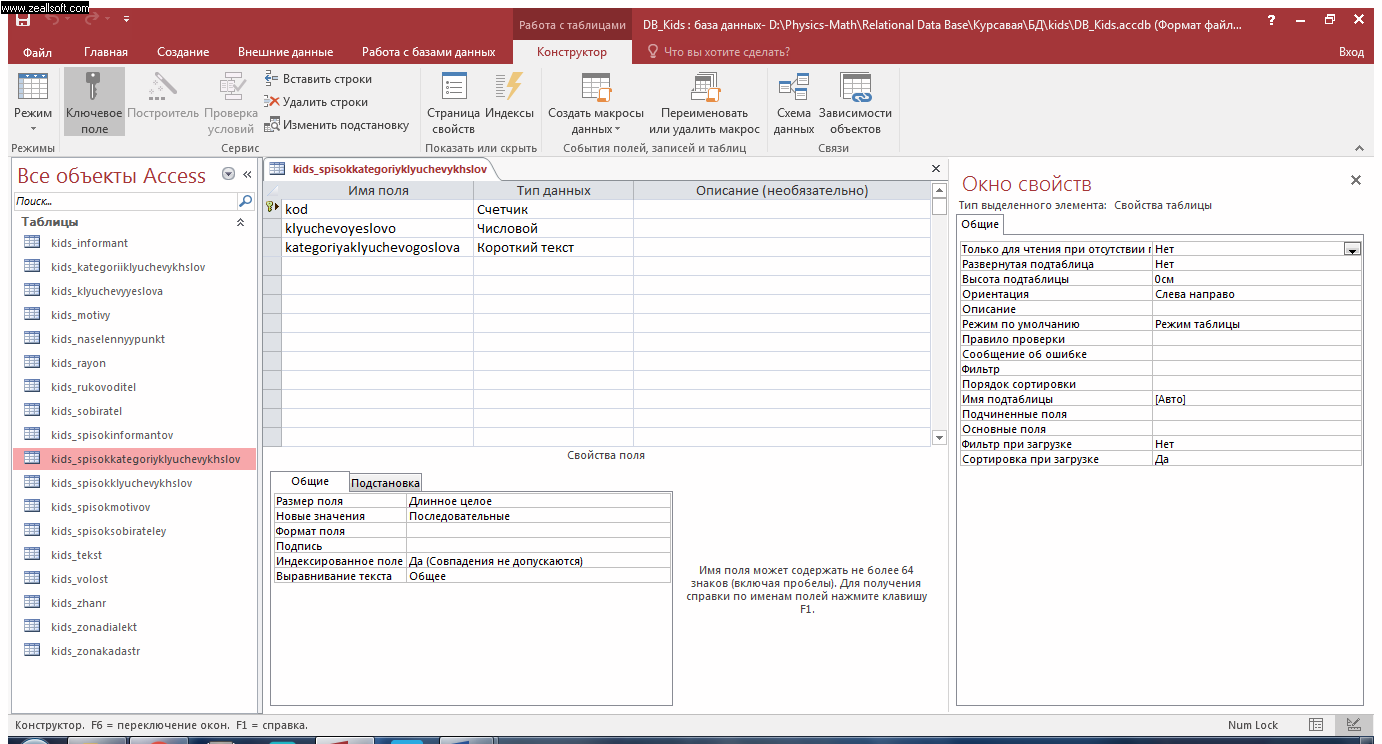 www.zeallsoft.com
Работа с таблицами
DB_Kids : база данных- D:\Physics-Math\Relational Data Base\Курсавая\БД\kids\DB_Kids.accdb (Формат файл...
?
Файл Главная Создание Внешние данные Работа с базами данных Конструктор Что вы хотите сделать? Вход
Режим
Ключевое поле
Построитель
Проверка условий
Вставить строки
Удалить строки
Изменить подстановку
Страница свойств
Индексы
Создать макросы данных
Переименовать или удалить макрос
Схема данных
Зависимости объектов
Режимы Сервис Показать или скрыть События полей, записей и таблиц Связи
Все объекты Access
Поиск...
Таблицы
kids_informant
kids_kategoriiklyuchevykhslov
kids_klyuchevyyeslova
kids_motivy
kids_naselennyypunkt
kids_rayon
kids_rukovoditel
kids_sobiratel
kids_spisokinformantov
kids_spisokkategoriyklyuchevykhslov
kids_spisokklyuchevykhslov
kids_spisokmotivov
kids_spisoksobirateley
kids_tekst
kids_volost
kids_zhanr
kids_zonadialekt
kids_zonakadastr
kids_spisokkategoriyklyuchevykhslov
Имя поля Тип данных Описание (необязательно)
kod Счетчик
klyuchevoyeslovo Числовой
kategoriyaklyuchevogoslova Короткий текст
Свойства поля
Общие Подстановка
Размер поля Длинное целое
Новые значения Последовательные
Формат поля
Подпись
Индексированное поле Да (Совпадения не допускаются)
Выравнивание текста Общее
Имя поля может содержать не более 64
знаков (включая пробелы). Для получения
справки по именам полей нажмите клавишу
F1.
Окно свойств
Тип выделенного элемента: Свойства таблицы
Общие
Только для чтения при отсутствии Нет
Развернутая подтаблица Нет
Высота подтаблицы 0см
Ориентация Слева направо
Описание
Режим по умолчанию Режим таблицы
Правило проверки
Сообщение об ошибке
Фильтр
Порядок сортировки
Имя подтаблицы [Авто]
Подчиненные поля
Основные поля
Фильтр при загрузке Нет
Сортировка при загрузке Да
Конструктор. F6 = переключение окон. F1 = справка. Num Lock